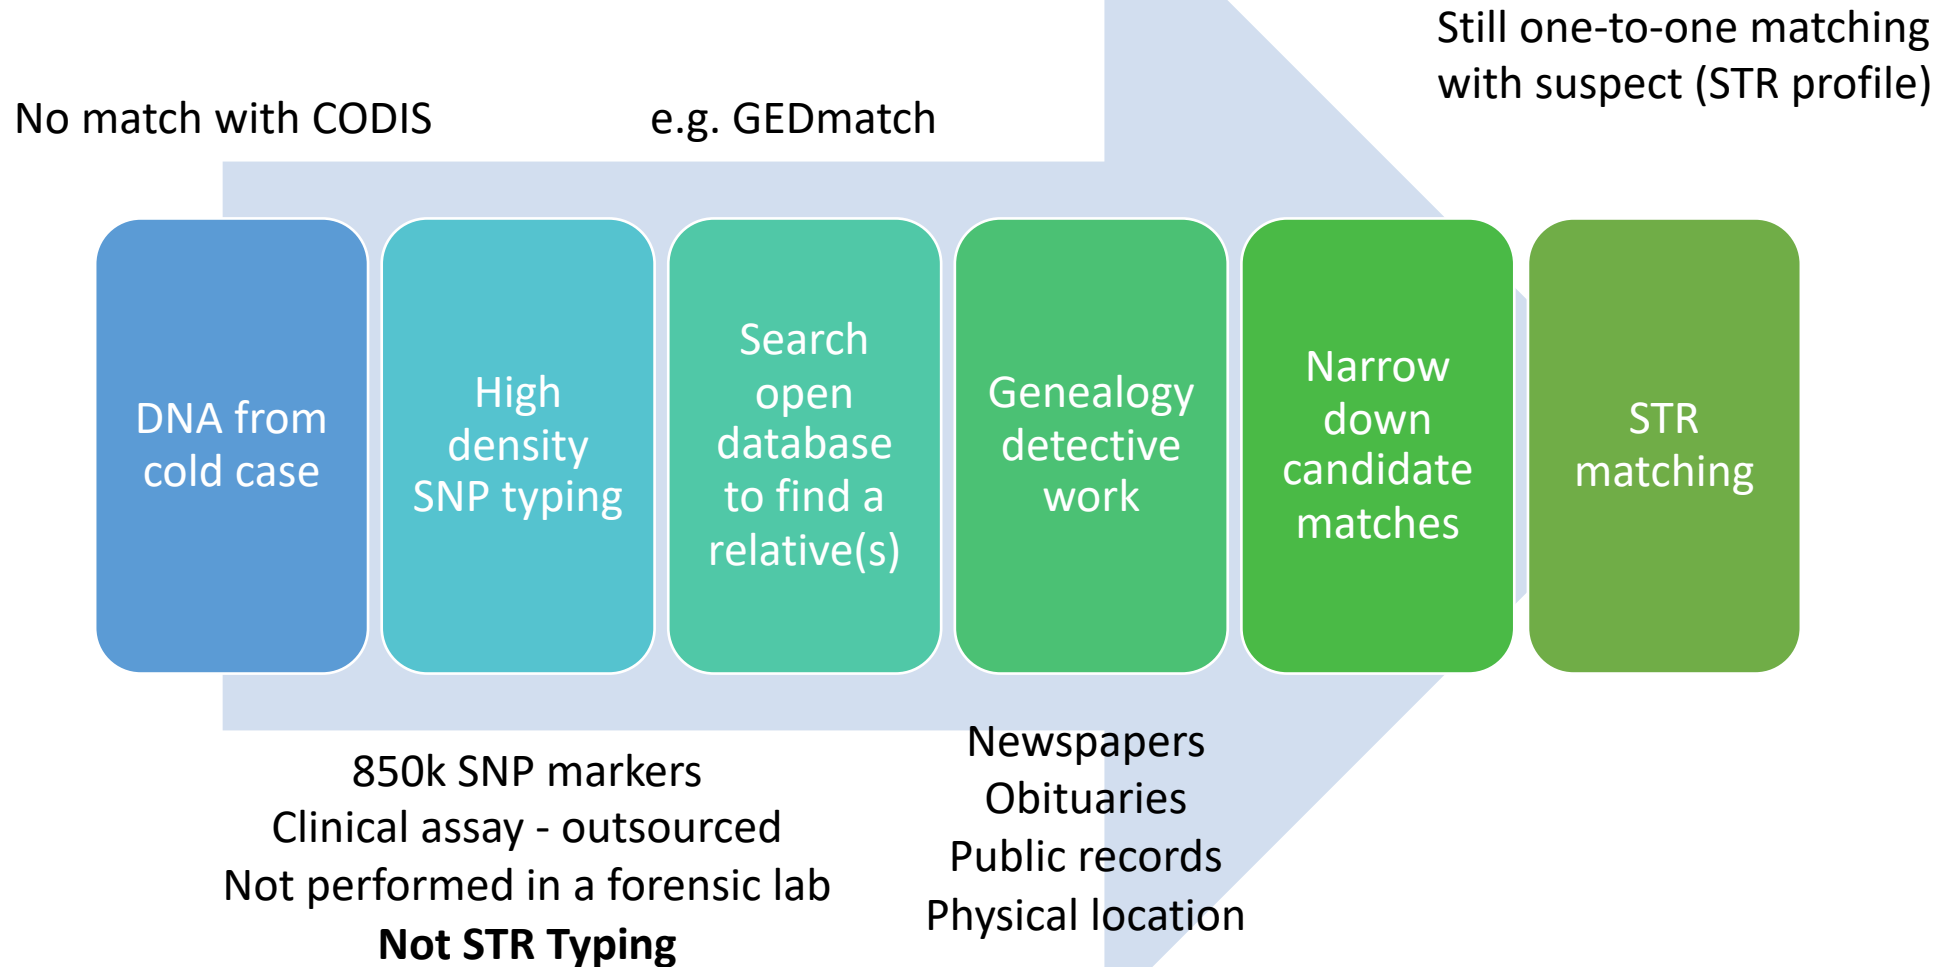 Still one-to-one matching
with suspect (STR profile)
No match with CODIS
e.g. GEDmatch
DNA from
cold case
High
density
SNP typing
Search
open
database
to find a
relative(s)
Genealogy
detective
work
Narrow
down
candidate
matches
STR
matching
850k SNP markers
Clinical assay - outsourced
Not performed in a forensic lab
Not STR Typing
Newspapers
Obituaries
Public records
Physical location